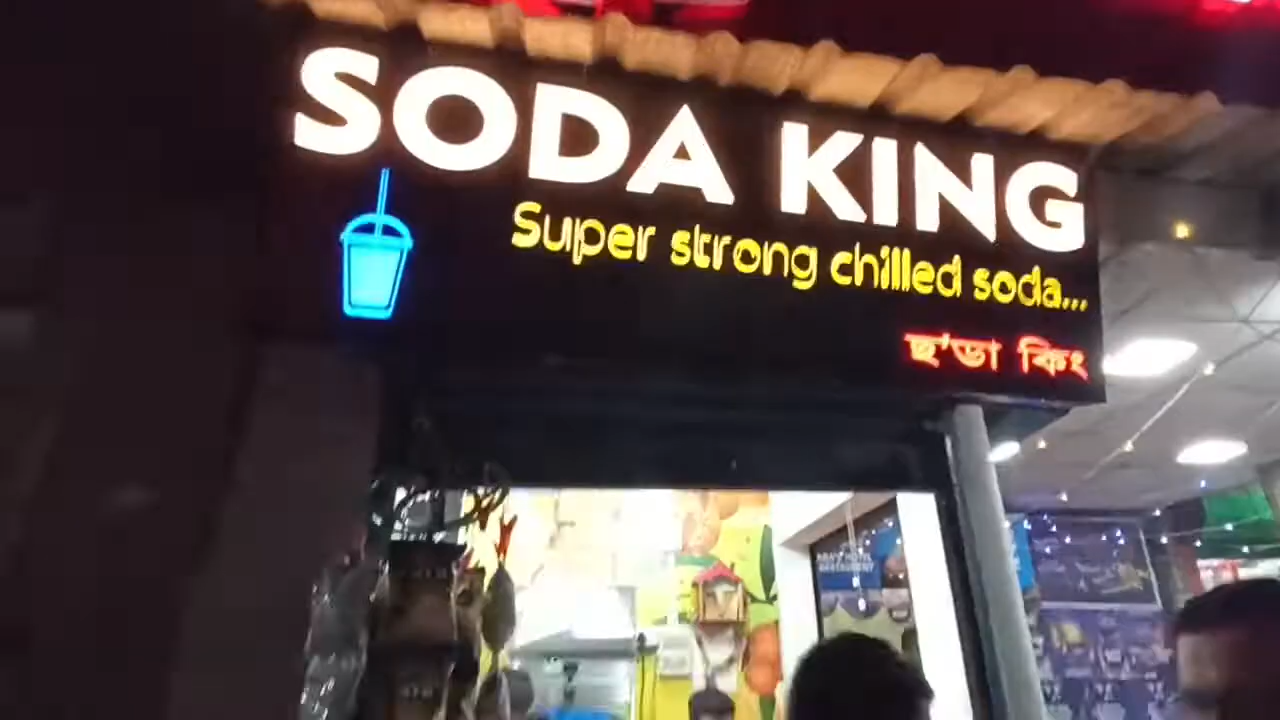 SODA KING
Super strong chilled soda...
ছ'ডা কিং